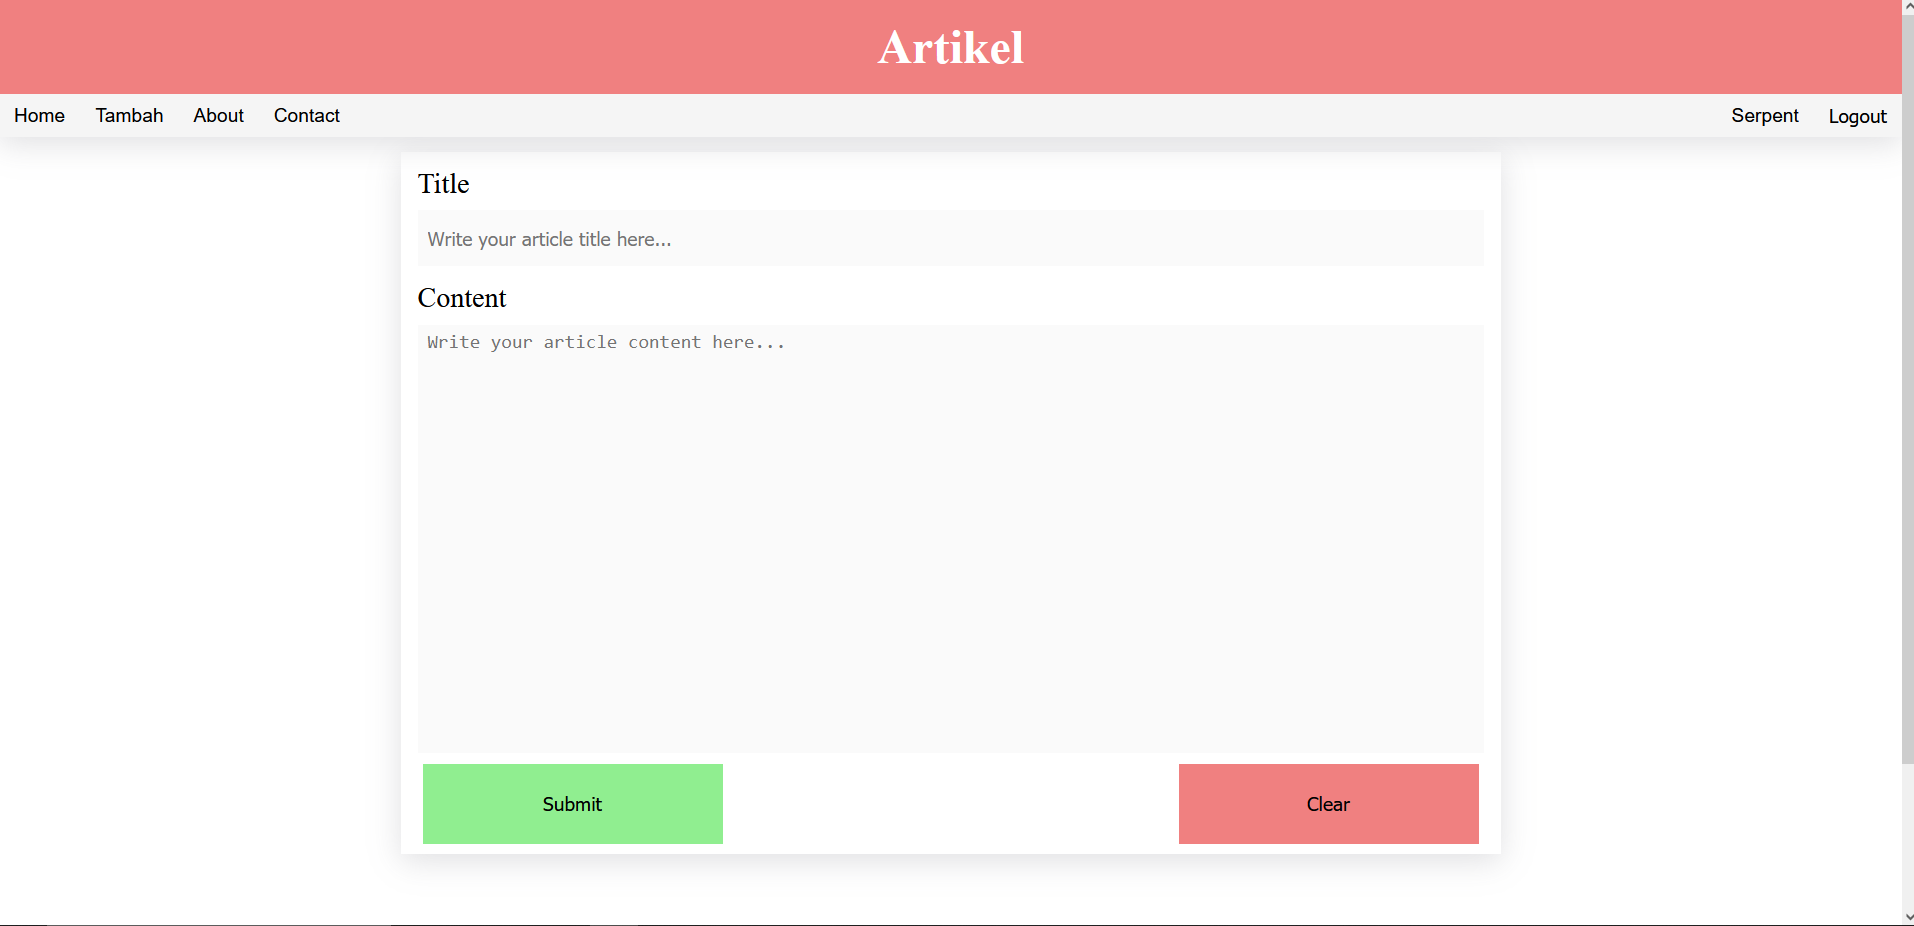 Artikel
Home Tambah About Contact Serpent Logout
Title
Write your article title here...
Content
Write your article content here...
Submit Clear